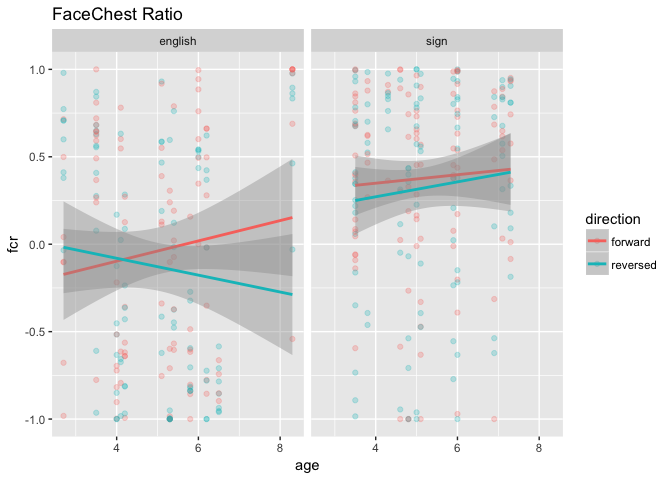 FaceChest Ratio
english
sign
1.0
0.5
0.0
-0.5
-1.0
fcr
4
6
8
4
6
8
age
direction
forward
reversed